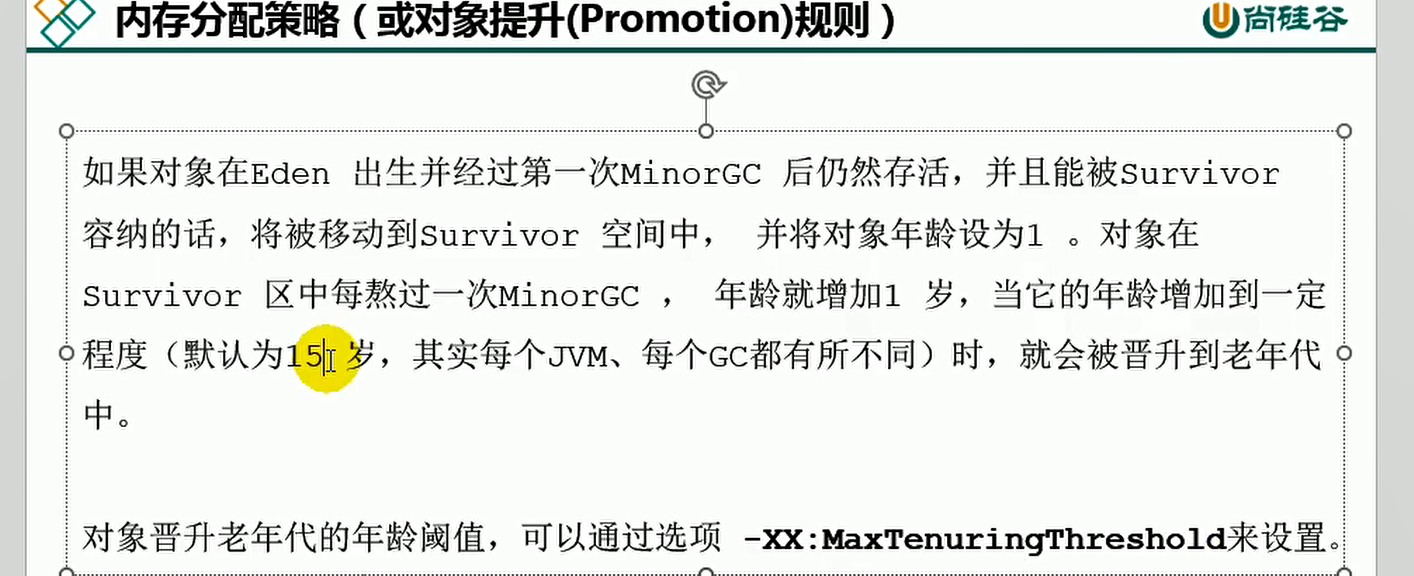 内存分配策略（或对象提升(Promotion)规则）
尚硅谷
如果对象在Eden 出生并经过第一次MinorGC 后仍然存活，并且能被Survivor
容纳的话，将被移动到Survivor 空间中， 并将对象年龄设为1 。对象在
Survivor 区中每熬过一次MinorGC ， 年龄就增加1 岁，当它的年龄增加到一定
程度（默认为15 岁，其实每个JVM、每个GC都有所不同）时，就会被晋升到老年代
中。
对象晋升老年代的年龄阈值，可以通过选项 -XX:MaxTenuringThreshold来设置。